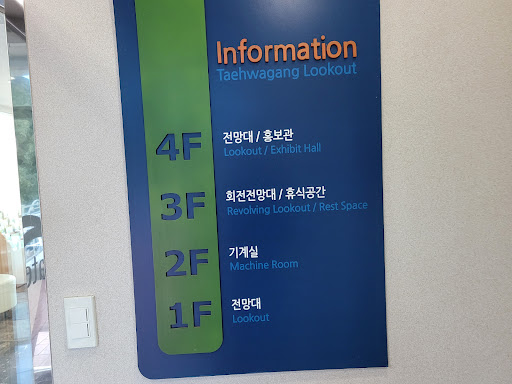 Information
Taehwagang Lookout
4F 전망대 / 홍보관
Lookout / Exhibit Hall
3F 회전전망대 / 휴식공간
Revolving Lookout / Rest Space
2F 기계실
Machine Room
1F 전망대
Lookout